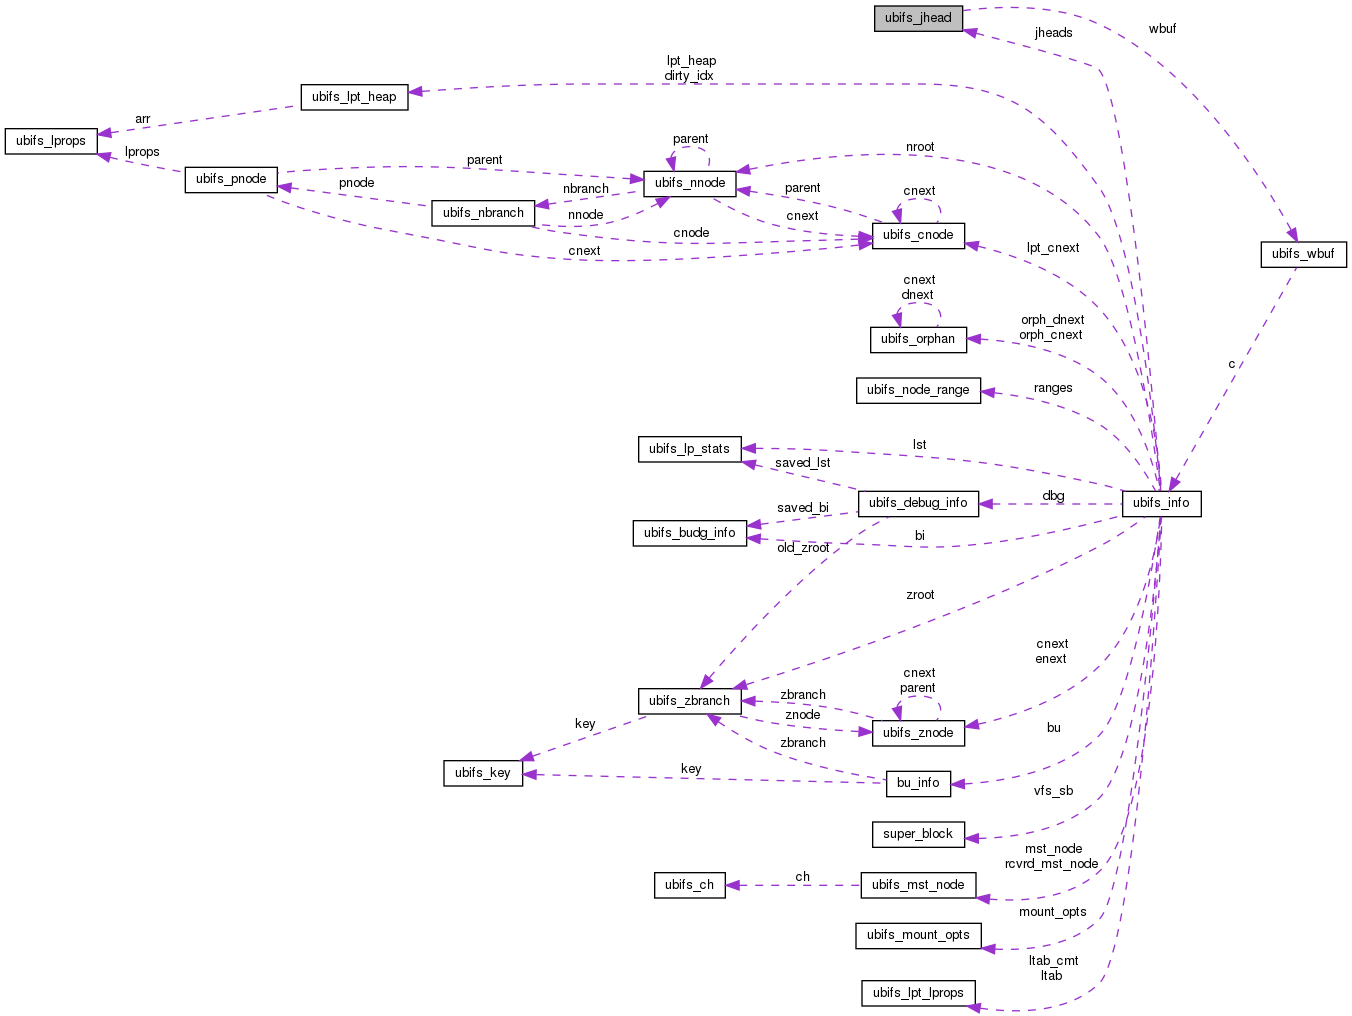 ubifs_jhead
wbuf
jheads
lpt_heap
dirty_idx
ubifs_lpt_heap
arr
ubifs_lprops
lprops
parent
parent
nroot
ubifs_pnode
pnode
ubifs_nnode
nbranch
parent
cnext
ubifs_nbranch
nnode
cnext
cnode
ubifs_cnode
cnext
lpt_cnext
ubifs_wbuf
cnext
dnext
orph_dnext
orph_cnext
ubifs_orphan
c
ubifs_node_range
ranges
ubifs_lp_stats
lst
saved_lst
ubifs_debug_info
dbg
ubifs_info
saved_bi
ubifs_budg_info
bi
old_zroot
zroot
cnext
enext
cnext
parent
ubifs_zbranch
zbranch
znode
key
ubifs_znode
bu
zbranch
ubifs_key
key
bu_info
vfs_sb
super_block
mst_node
rcvrd_mst_node
ubifs_ch
ch
ubifs_mst_node
mount_opts
ubifs_mount_opts
ltab_cmt
ltab
ubifs_lpt_lprops